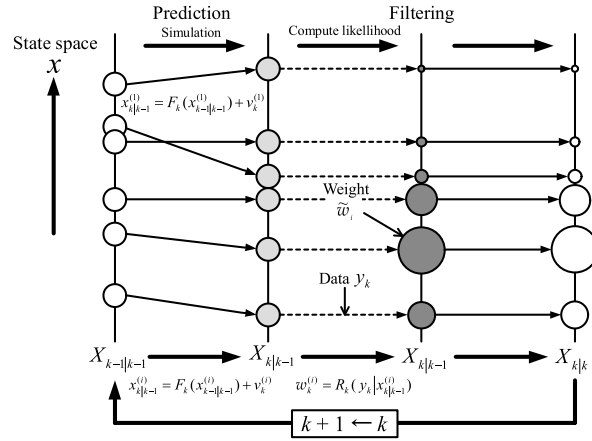 Prediction
Filtering
State space
Simulation
Compute likellihood
x
x_{k|k-1}^{(1)} = F_k(x_{k-1|k-1}^{(1)}) + v_k^{(1)}
Weight
w̃_i
Data y_k
X_{k-1|k-1}
X_{k|k-1}
X_{k|k-1}
X_{k|k}
x_{k|k-1}^{(i)} = F_k(x_{k-1|k-1}^{(i)}) + v_k^{(i)}
w_k^{(i)} = R_k(y_k|x_{k|k-1}^{(i)})
k + 1 ← k